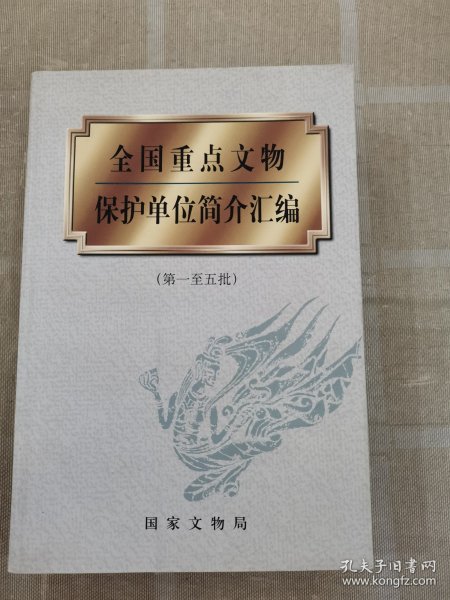 全国重点文物
保护单位简介汇编
(第一至五批)
国家文物局
孔夫子旧书网
www.kongfz.com